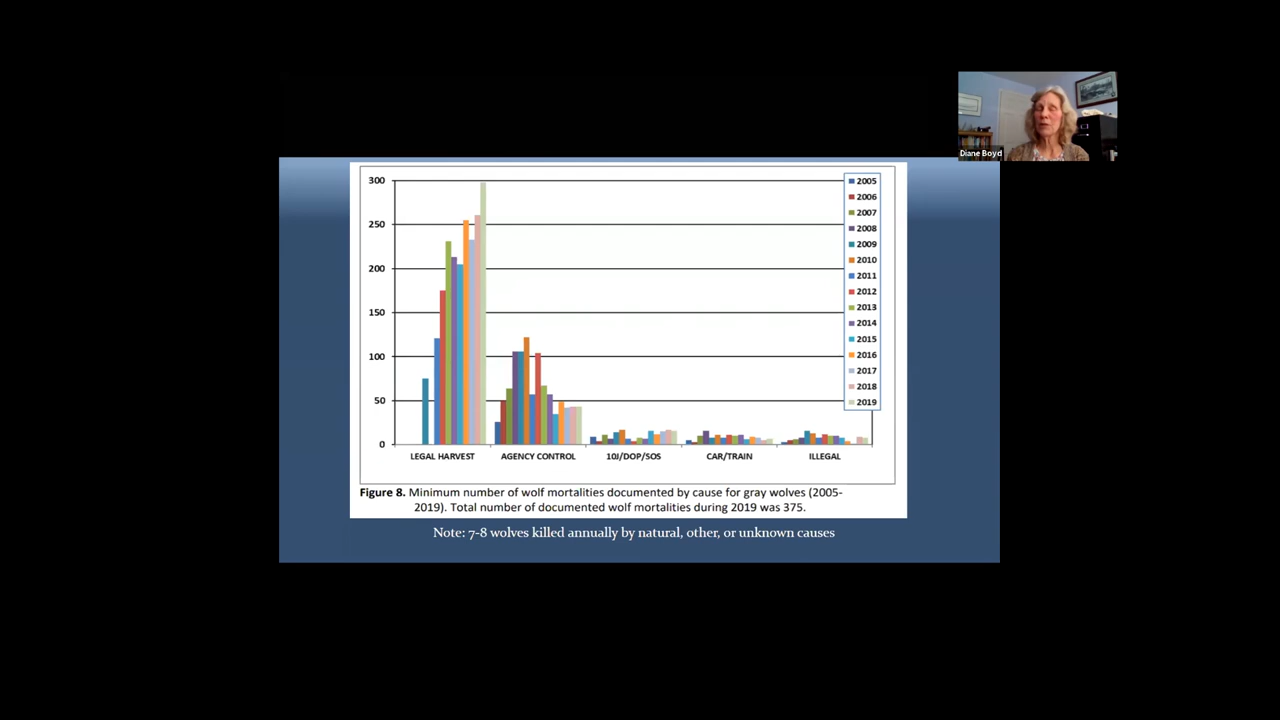 Diane Boyd
300
250
200
150
100
50
0
LEGAL HARVEST
AGENCY CONTROL
10J/DOP/SOS
CAR/TRAIN
ILLEGAL
2005
2006
2007
2008
2009
2010
2011
2012
2013
2014
2015
2016
2017
2018
2019
Figure 8. Minimum number of wolf mortalities documented by cause for gray wolves (2005-
2019). Total number of documented wolf mortalities during 2019 was 375.
Note: 7-8 wolves killed annually by natural, other, or unknown causes